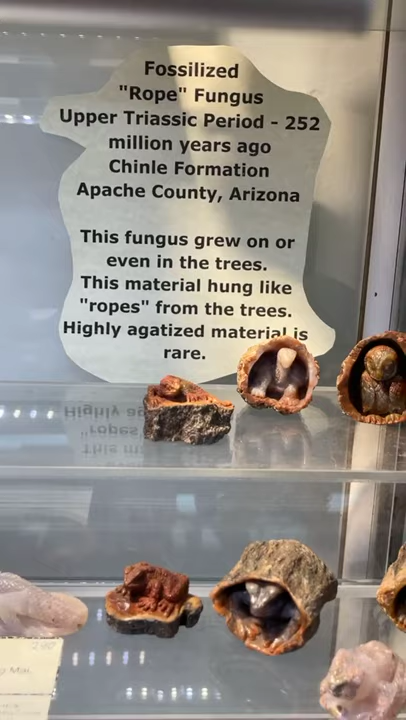 Fossilized
"Rope" Fungus
Upper Triassic Period - 252
million years ago
Chinle Formation
Apache County, Arizona
This fungus grew on or
even in the trees.
This material hung like
"ropes" from the trees.
Highly agatized material is
rare.